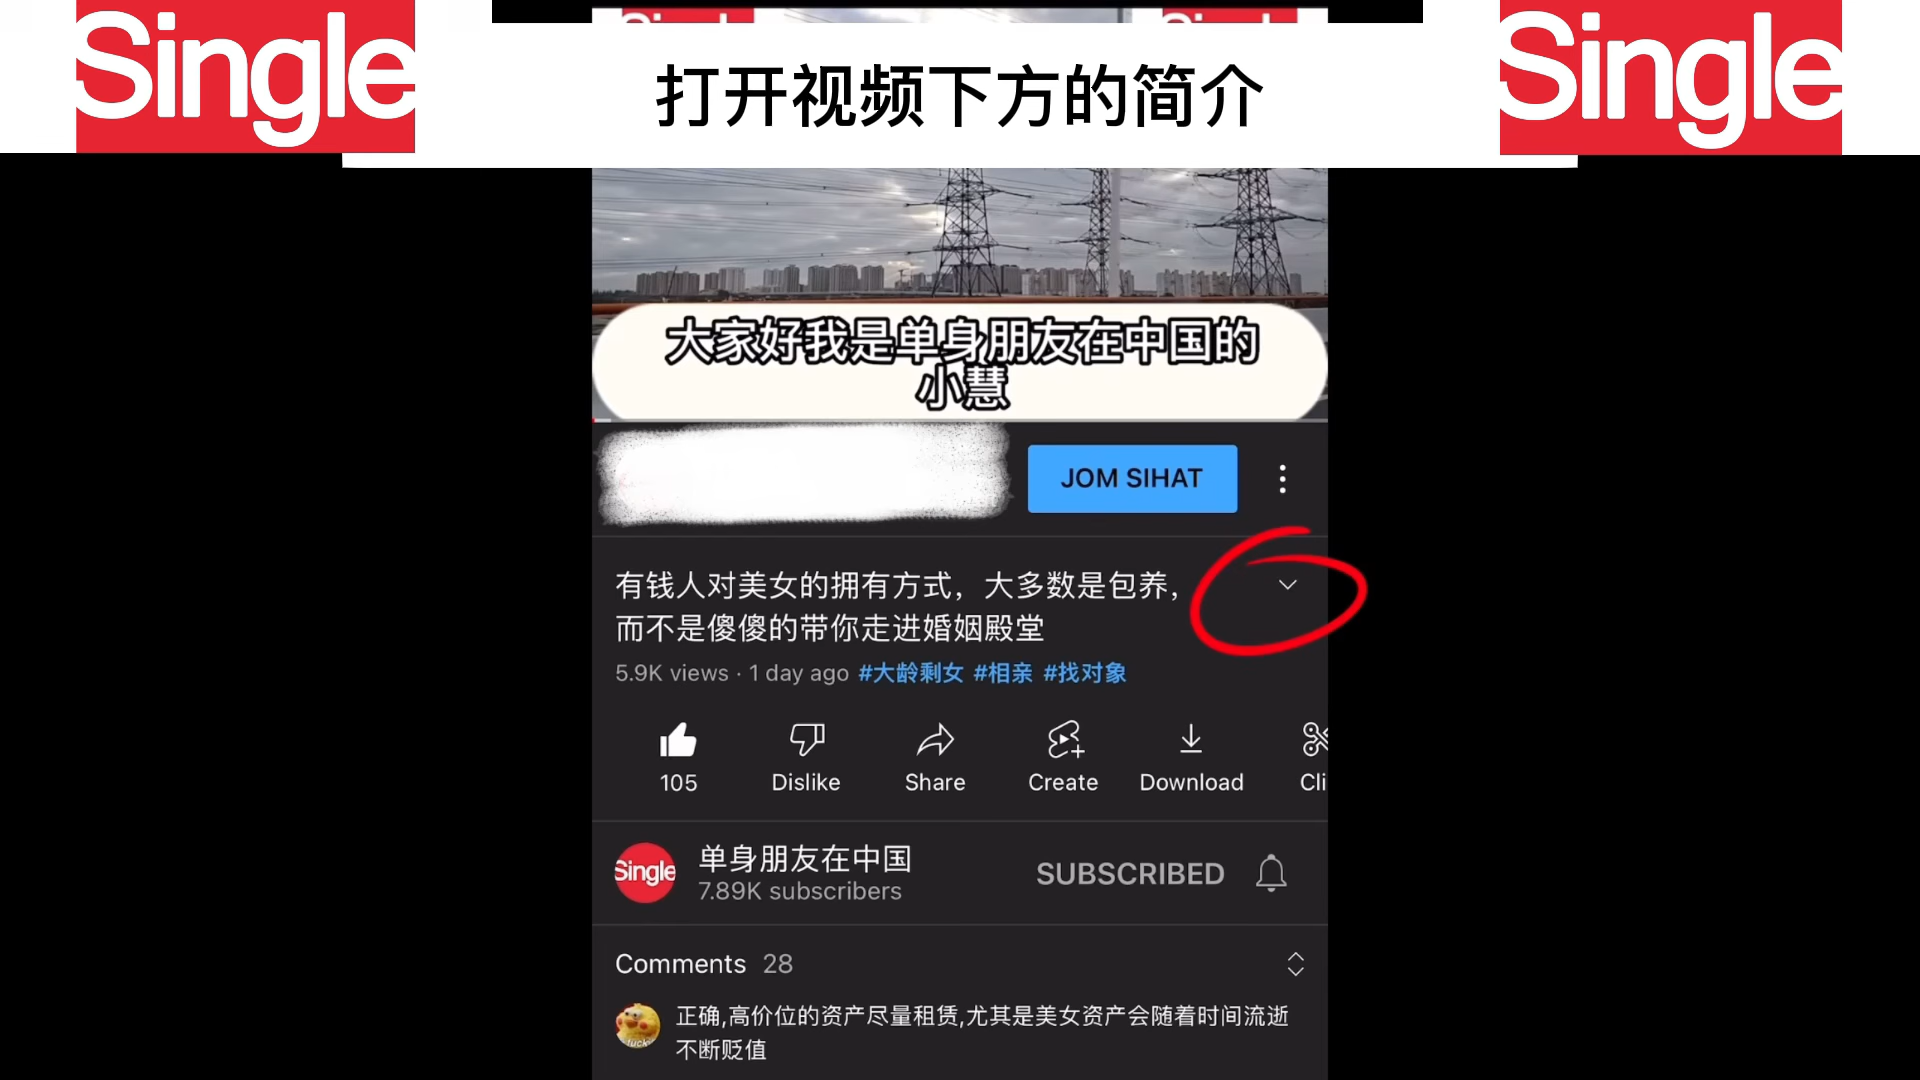 Single
打开视频下方的简介
Single
大家好我是单身朋友在中国的
小慧
JOM SIHAT
有钱人对美女的拥有方式，大多数是包养，
而不是傻傻的带你走进婚姻殿堂
5.9K views · 1 day ago #大龄剩女 #相亲 #找对象
105
Dislike
Share
Create
Download
Cli
Single
单身朋友在中国
7.89K subscribers
SUBSCRIBED
Comments 28
正确,高价位的资产尽量租赁,尤其是美女资产会随着时间流逝
不断贬值